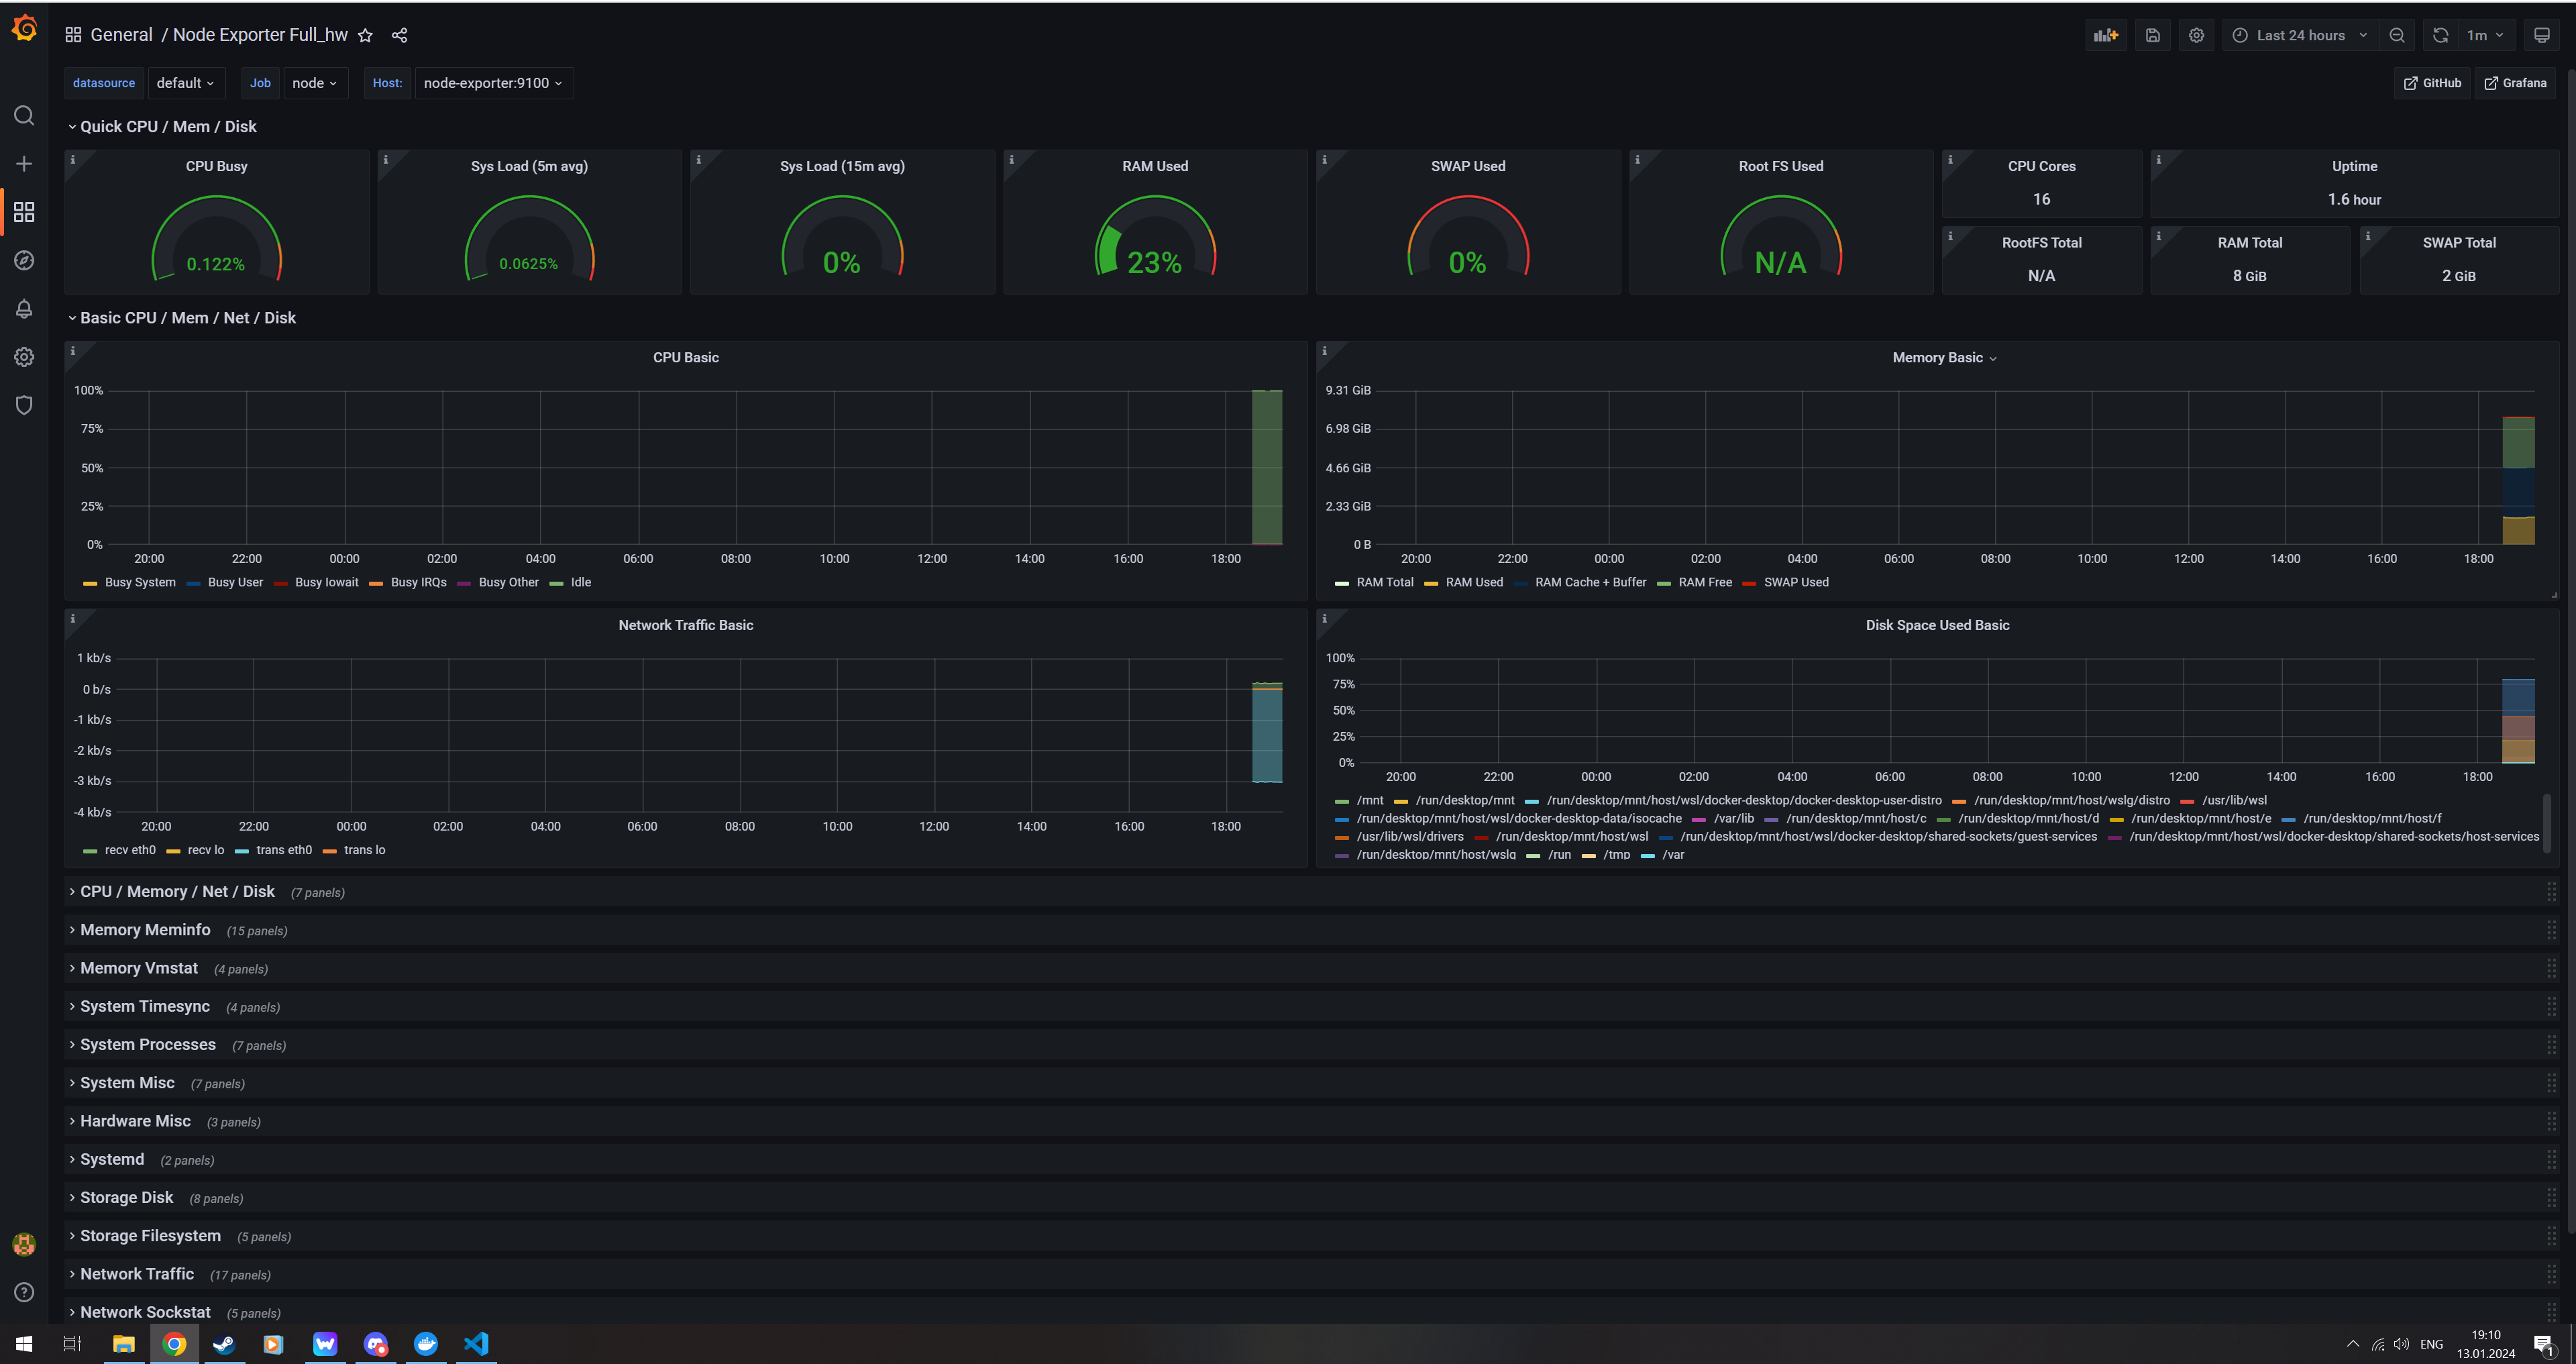 General / Node Exporter Full_hw
Last 24 hours
1m
datasource default Job node Host: node-exporter:9100
GitHub Grafana
Quick CPU / Mem / Disk
CPU Busy
0.122%
Sys Load (5m avg)
0.0625%
Sys Load (15m avg)
0%
RAM Used
23%
SWAP Used
0%
Root FS Used
N/A
CPU Cores
16
Uptime
1.6 hour
RootFS Total
N/A
RAM Total
8 GiB
SWAP Total
2 GiB
Basic CPU / Mem / Net / Disk
CPU Basic
100%
75%
50%
25%
0%
20:00 22:00 00:00 02:00 04:00 06:00 08:00 10:00 12:00 14:00 16:00 18:00
Busy System Busy User Busy Iowait Busy IRQs Busy Other Idle
Memory Basic
9.31 GiB
6.98 GiB
4.66 GiB
2.33 GiB
0 B
20:00 22:00 00:00 02:00 04:00 06:00 08:00 10:00 12:00 14:00 16:00 18:00
RAM Total RAM Used RAM Cache + Buffer RAM Free SWAP Used
Network Traffic Basic
1 kb/s
0 b/s
-1 kb/s
-2 kb/s
-3 kb/s
-4 kb/s
20:00 22:00 00:00 02:00 04:00 06:00 08:00 10:00 12:00 14:00 16:00 18:00
recv eth0 recv lo trans eth0 trans lo
Disk Space Used Basic
100%
75%
50%
25%
0%
20:00 22:00 00:00 02:00 04:00 06:00 08:00 10:00 12:00 14:00 16:00 18:00
/mnt /run/desktop/mnt /run/desktop/mnt/host/wsl/docker-desktop/docker-desktop-user-distro /run/desktop/mnt/host/wslg/distro /usr/lib/wsl
/run/desktop/mnt/host/wsl/docker-desktop-data/isocache /var/lib /run/desktop/mnt/host/c /run/desktop/mnt/host/d /run/desktop/mnt/host/e /run/desktop/mnt/host/f
/usr/lib/wsl/drivers /run/desktop/mnt/host/wsl /run/desktop/mnt/host/wsl/docker-desktop/shared-sockets/guest-services /run/desktop/mnt/host/wsl/docker-desktop/shared-sockets/host-services
/run/desktop/mnt/host/wslg /run /tmp /var
CPU / Memory / Net / Disk (7 panels)
Memory Meminfo (15 panels)
Memory Vmstat (4 panels)
System Timesync (4 panels)
System Processes (7 panels)
System Misc (7 panels)
Hardware Misc (3 panels)
Systemd (2 panels)
Storage Disk (8 panels)
Storage Filesystem (5 panels)
Network Traffic (17 panels)
Network Sockstat (5 panels)
ENG
19:10
13.01.2024
1